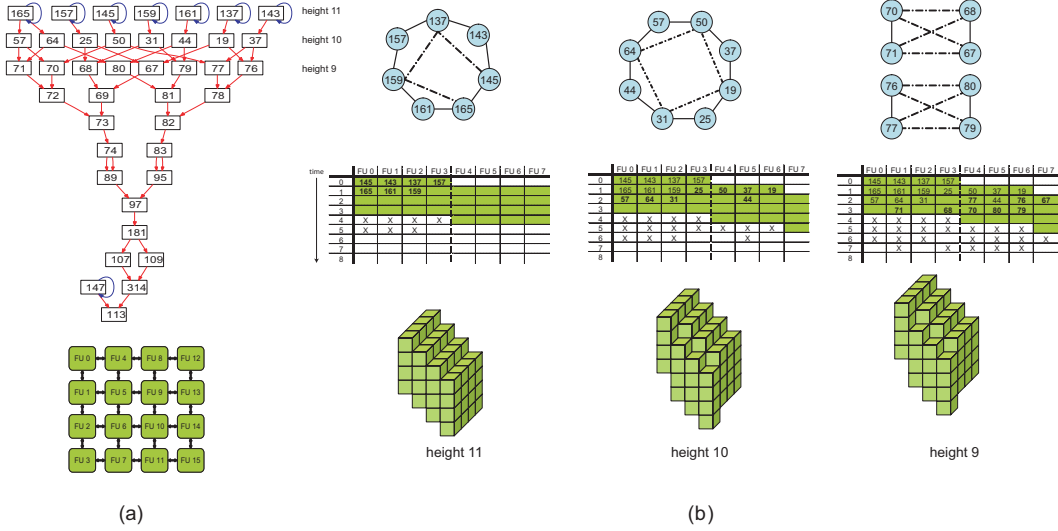 165 157 145 159 161 137 143 height 11
57 64 25 50 31 44 19 37 height 10
71 70 68 80 67 79 77 76 height 9
72 69 81 78
73 82
74 83
89 95
97
181
107 109
147 314
113
FU 0 FU 4 FU 8 FU 12
FU 1 FU 5 FU 9 FU 13
FU 2 FU 6 FU 10 FU 14
FU 3 FU 7 FU 11 FU 15
(a)
137
157 143
159 145
161 165
57 50
64 37
44 19
31 25
70 68
71 67
76 80
77 79
time
FU 0 FU 1 FU 2 FU 3 FU 4 FU 5 FU 6 FU 7
0 145 143 137 157
1 165 161 159
2
3
4 X X X X
5 X X X
6
7
8
FU 0 FU 1 FU 2 FU 3 FU 4 FU 5 FU 6 FU 7
0 145 143 137 157
1 165 161 159 25 50 37 19
2 57 64 31 44
3
4 X X X X
5 X X X X X X X
6 X X X X
7
8
FU 0 FU 1 FU 2 FU 3 FU 4 FU 5 FU 6 FU 7
0 145 143 137 157
1 165 161 159 25 50 37 19
2 57 64 31 77 44 76 67
3 71 68 70 80 79
4 X X X X
5 X X X X X X X
6 X X X X X X X
7 X X X X X
8
height 11
height 10
height 9
(b)